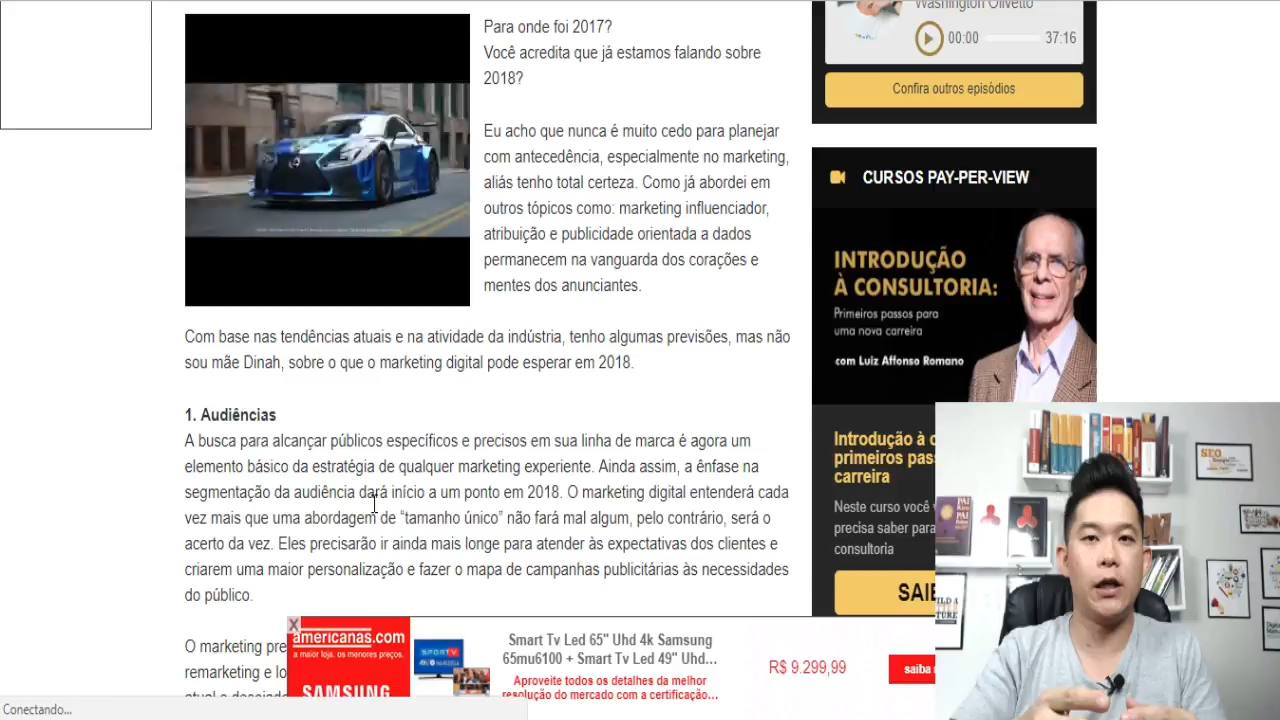 Para onde foi 2017?
Você acredita que já estamos falando sobre
2018?
Eu acho que nunca é muito cedo para planejar
com antecedência, especialmente no marketing,
aliás tenho total certeza. Como já abordei em
outros tópicos como: marketing influenciador,
atribuição e publicidade orientada a dados
permanecem na vanguarda dos corações e
mentes dos anunciantes.
Com base nas tendências atuais e na atividade da indústria, tenho algumas previsões, mas não
sou mãe Dinah, sobre o que o marketing digital pode esperar em 2018.
1. Audiências
A busca para alcançar públicos específicos e precisos em sua linha de marca é agora um
elemento básico da estratégia de qualquer marketing experiente. Ainda assim, a ênfase na
segmentação da audiência dará início a um ponto em 2018. O marketing digital entenderá cada
vez mais que uma abordagem de “tamanho único” não fará mal algum, pelo contrário, será o
acerto da vez. Eles precisarão ir ainda mais longe para atender às expectativas dos clientes e
criarem uma maior personalização e fazer o mapa de campanhas publicitárias às necessidades
do público.
O marketing pre
remarketing e lo
Washington Olivetto
00:00
37:16
Confira outros episódios
CURSOS PAY-PER-VIEW
INTRODUÇÃO
À CONSULTORIA:
Primeiros passos para
uma nova carreira
com Luiz Affonso Romano
Introdução à c
primeiros pass
carreira
Neste curso você
precisa saber para
consultoria
SAIB
X
americanas.com
a maior loja. os menores preços.
SAMSUNG
SPORTV
Smart Tv Led 65" Uhd 4k Samsung
65mu6100 + Smart Tv Led 49" Uhd...
Aproveite todos os detalhes da melhor
resolução do mercado com a certificação...
R$ 9.299,99
saiba
Conectando...
SEO
PAI
PAI